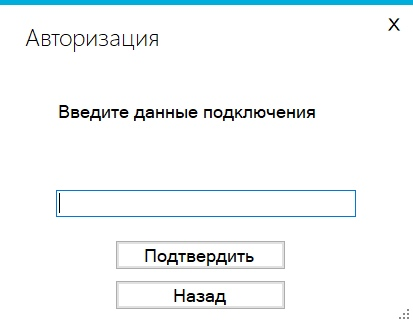 X
Авторизация
Введите данные подключения
Подтвердить
Назад